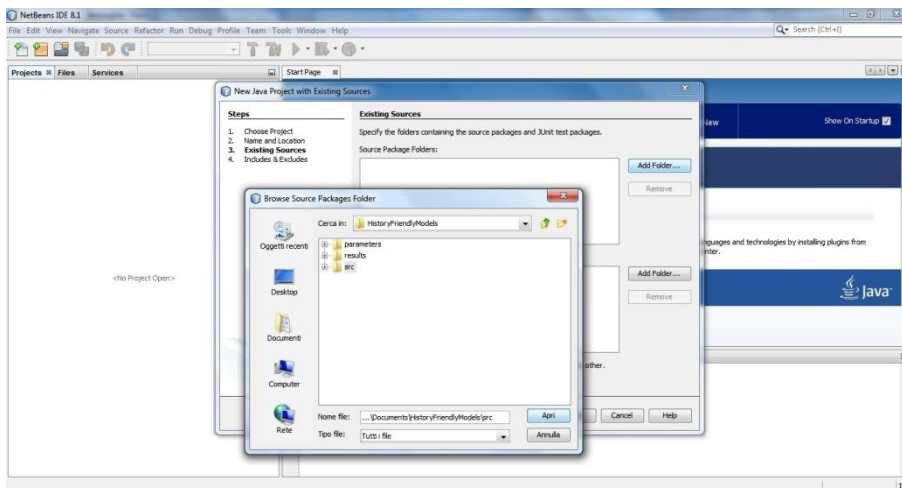 NetBeans IDE 8.1
File Edit View Navigate Source Refactor Run Debug Profile Team Tools Window Help
Search (Ctrl+I)
Projects Files Services
Start Page
New Java Project with Existing Sources
Steps
1. Choose Project
2. Name and Location
3. Existing Sources
4. Includes & Excludes
Existing Sources
Specify the folders containing the source packages and JUnit test packages.
Source Package Folders:
Add Folder...
Remove
Show On Startup
Browse Source Packages Folder
Cerca in: HistoryFriendlyModels
Oggetti recenti
Desktop
Documenti
Computer
Rete
parameters
results
src
Nome file: ...\Documents\HistoryFriendlyModels\src
Apri
Tipo file: Tutti i file
Annulla
Add Folder...
Remove
other.
Cancel Help
<No Project Open>
and technologies by installing plugins from
Java